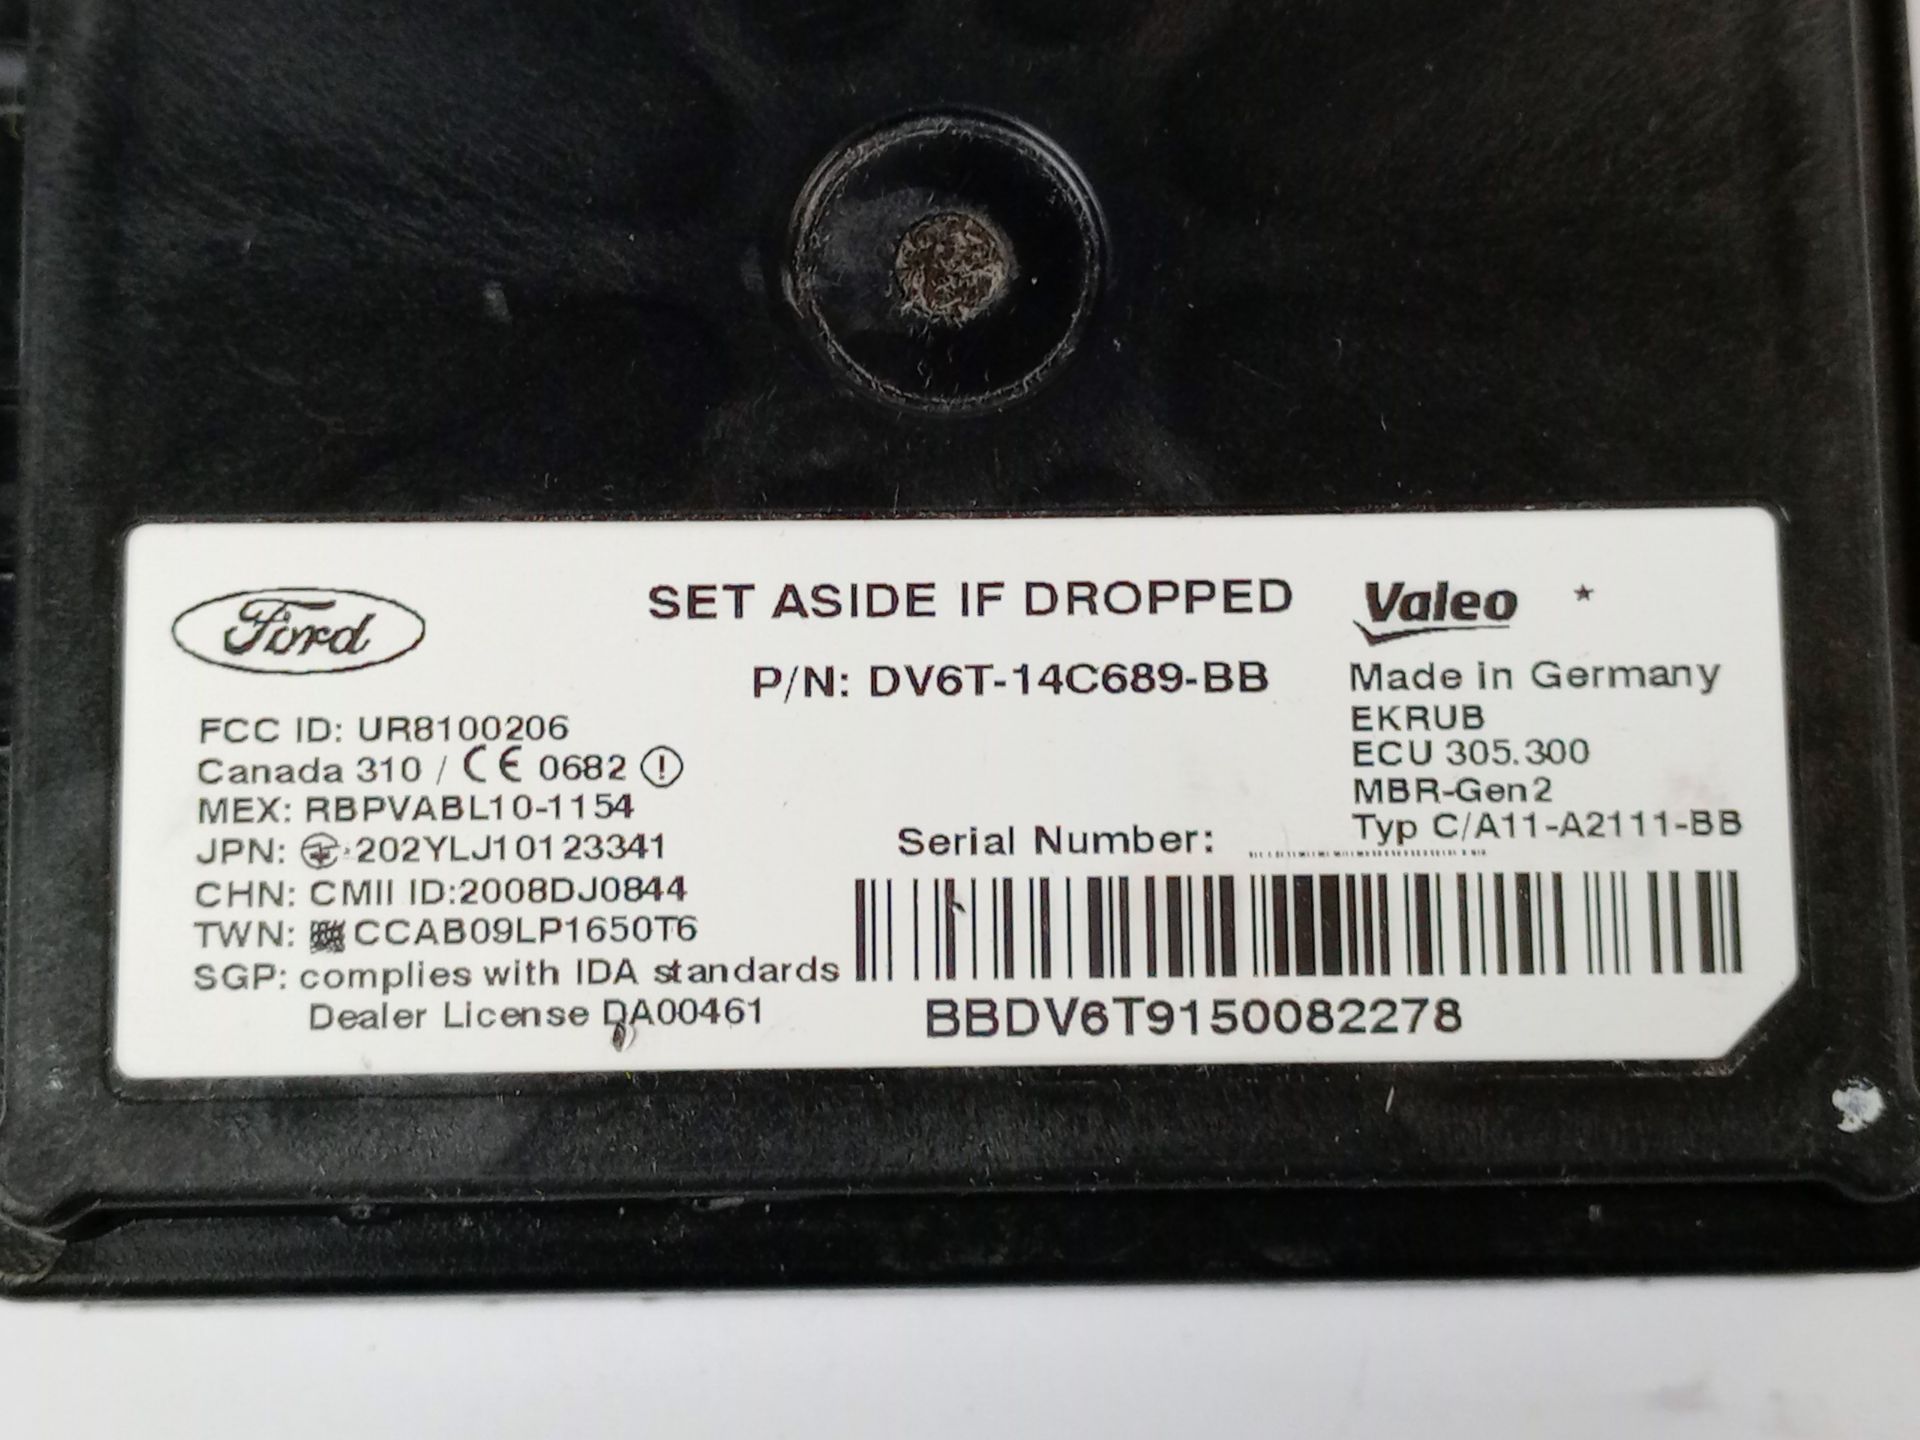 Ford
SET ASIDE IF DROPPED
Valeo *
P/N: DV6T-14C689-BB
Made in Germany
EKRUB
ECU 305.300
MBR-Gen2
Typ C/A11-A2111-BB
FCC ID: UR8100206
Canada 310 / CE 0682
MEX: RBPVABL10-1154
JPN: 202YLJ10123341
CHN: CMII ID:2008DJ0844
TWN: CCAB09LP1650T6
SGP: complies with IDA standards
Dealer License DA00461
Serial Number:
BBDV6T9150082278